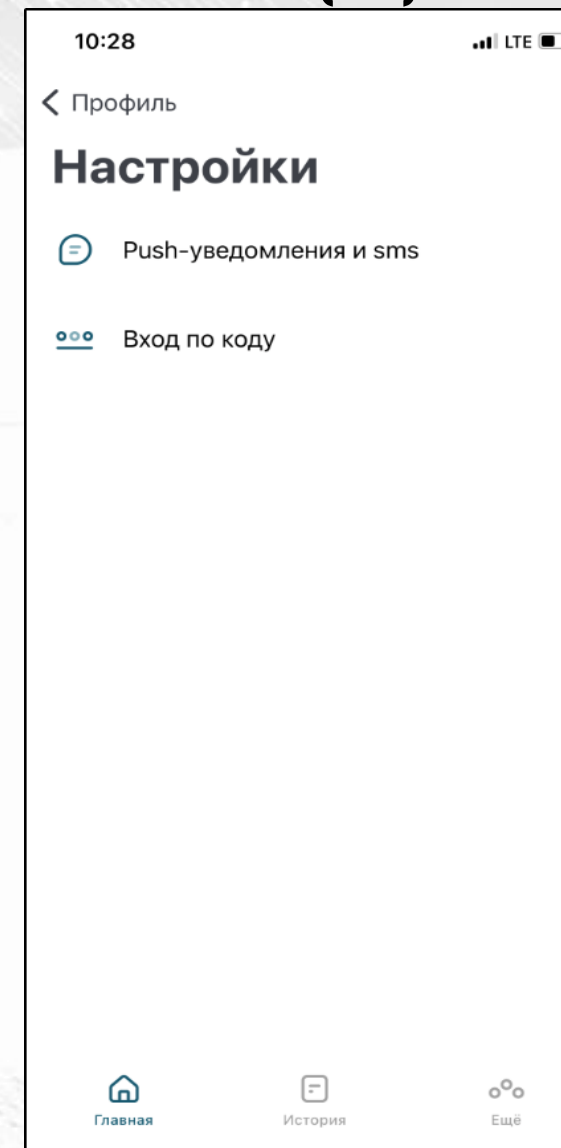 10:28 LTE
Профиль
Настройки
Push-уведомления и sms
Вход по коду
Главная История Ещё